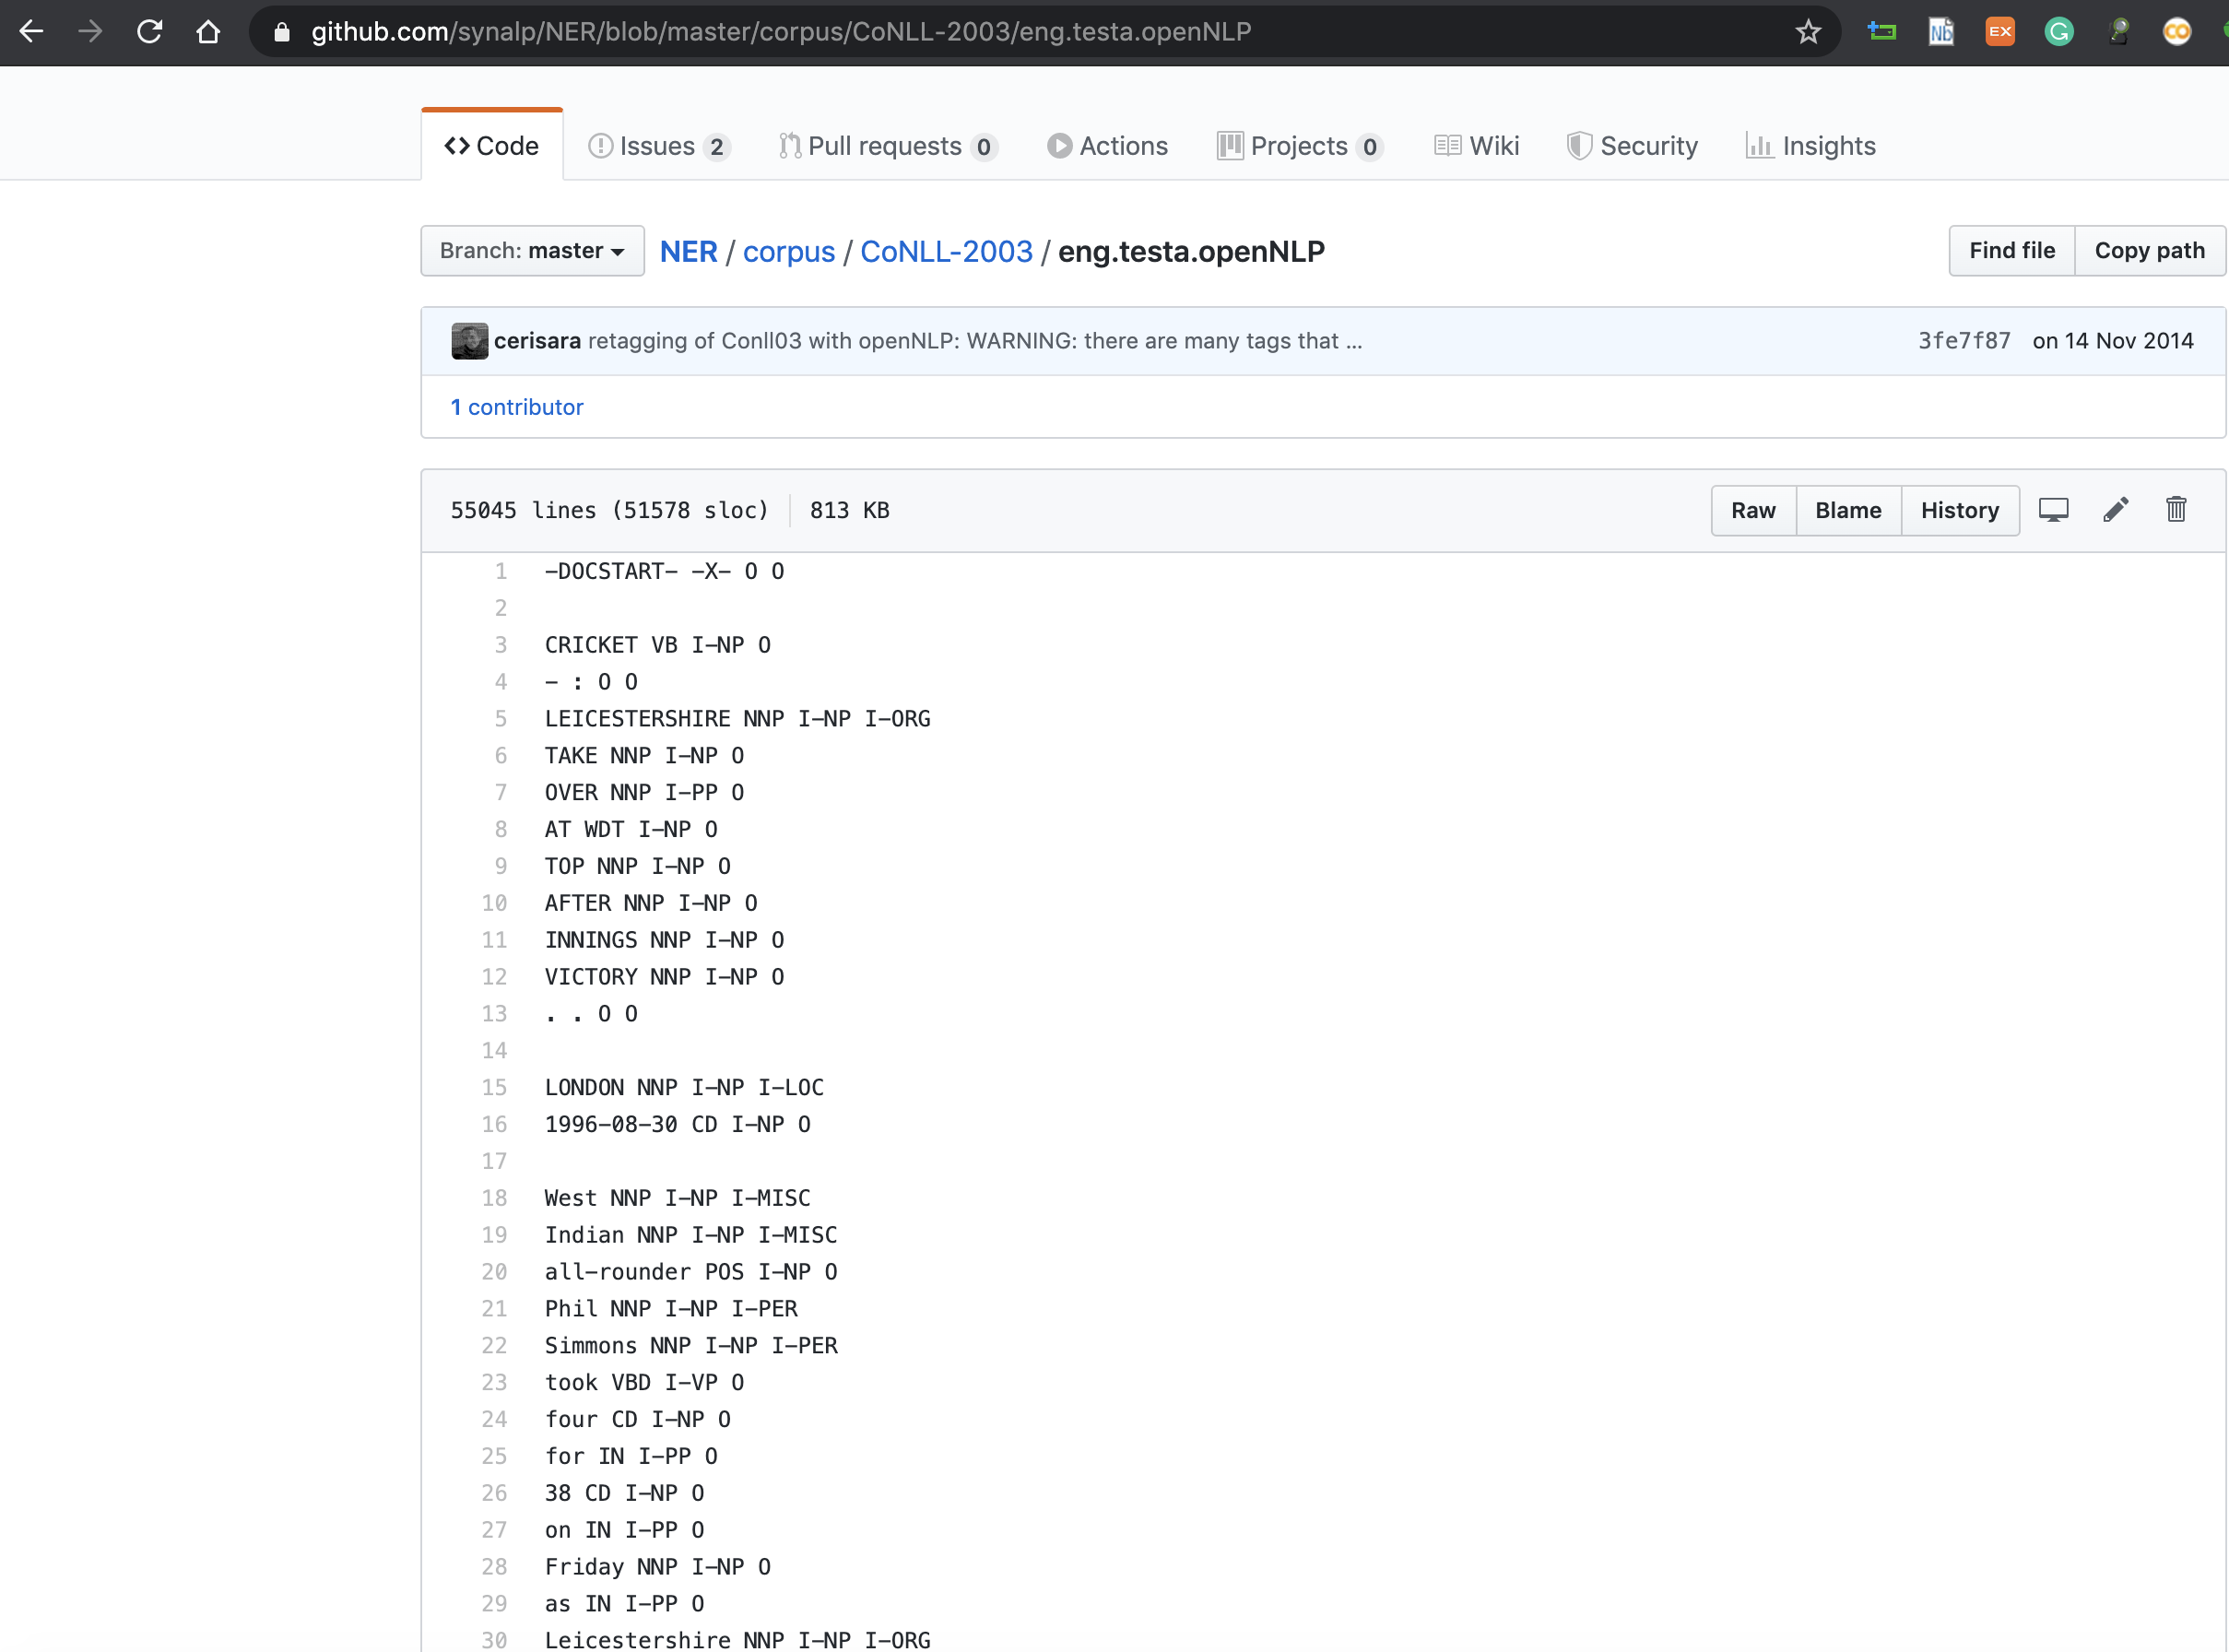 github.com/synalp/NER/blob/master/corpus/CoNLL-2003/eng.testa.openNLP
Nb EX G CO
Code Issues 2 Pull requests 0 Actions Projects 0 Wiki Security Insights
Branch: master NER / corpus / CoNLL-2003 / eng.testa.openNLP Find file Copy path
cerisara retagging of Conll03 with openNLP: WARNING: there are many tags that ... 3fe7f87 on 14 Nov 2014
1 contributor
55045 lines (51578 sloc) 813 KB Raw Blame History
1 -DOCSTART- -X- O O
2
3 CRICKET VB I-NP O
4 - : O O
5 LEICESTERSHIRE NNP I-NP I-ORG
6 TAKE NNP I-NP O
7 OVER NNP I-PP O
8 AT WDT I-NP O
9 TOP NNP I-NP O
10 AFTER NNP I-NP O
11 INNINGS NNP I-NP O
12 VICTORY NNP I-NP O
13 . . O O
14
15 LONDON NNP I-NP I-LOC
16 1996-08-30 CD I-NP O
17
18 West NNP I-NP I-MISC
19 Indian NNP I-NP I-MISC
20 all-rounder POS I-NP O
21 Phil NNP I-NP I-PER
22 Simmons NNP I-NP I-PER
23 took VBD I-VP O
24 four CD I-NP O
25 for IN I-PP O
26 38 CD I-NP O
27 on IN I-PP O
28 Friday NNP I-NP O
29 as IN I-PP O
30 Leicestershire NNP I-NP I-ORG